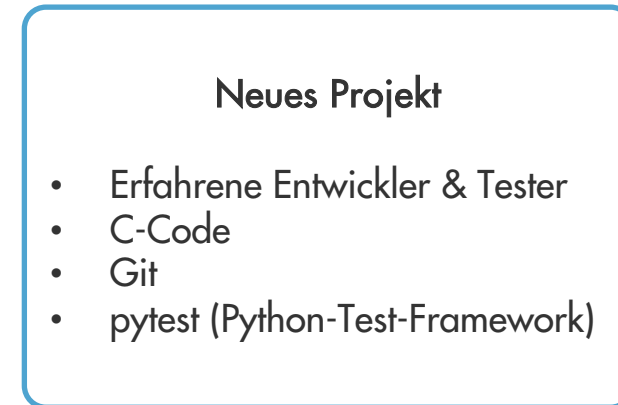 Neues Projekt
• Erfahrene Entwickler & Tester
• C-Code
• Git
• pytest (Python-Test-Framework)